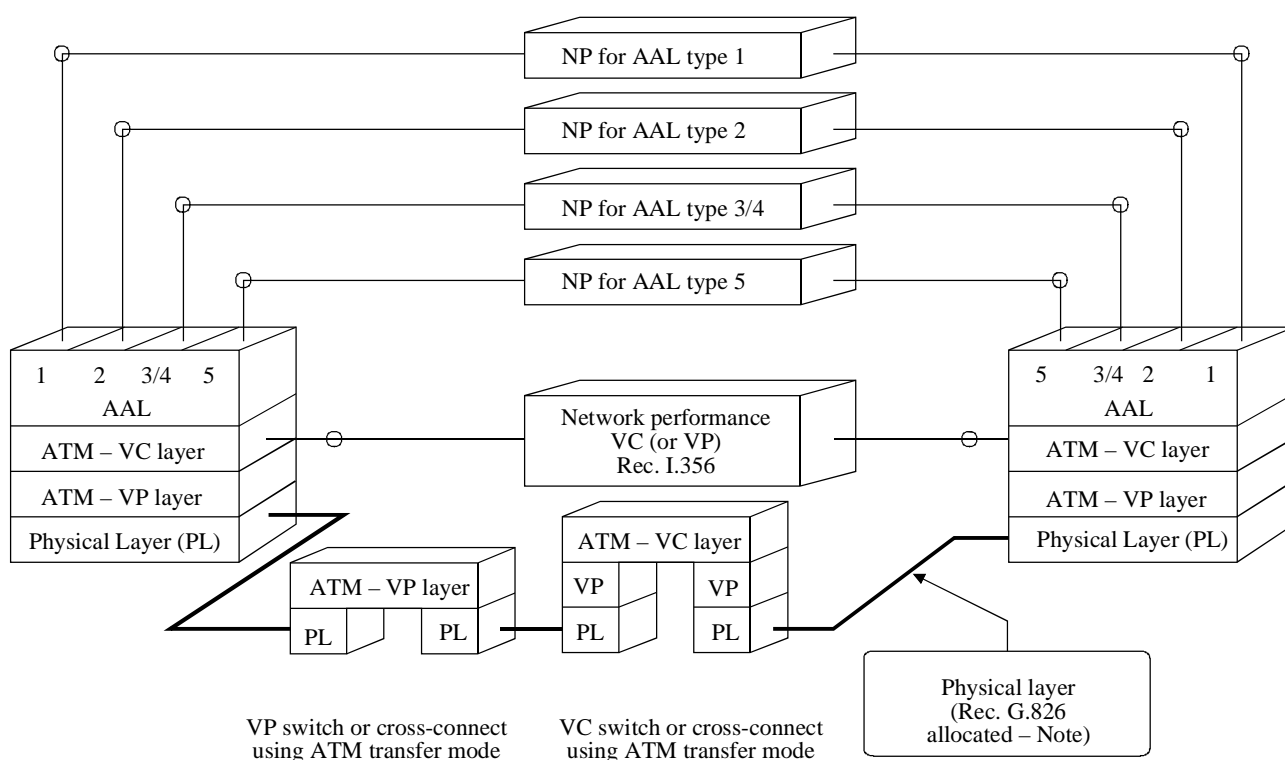 NP for AAL type 1
NP for AAL type 2
NP for AAL type 3/4
NP for AAL type 5
1 2 3/4 5
AAL
ATM – VC layer
ATM – VP layer
Physical Layer (PL)
Network performance
VC (or VP)
Rec. I.356
5 3/4 2 1
AAL
ATM – VC layer
ATM – VP layer
Physical Layer (PL)
ATM – VP layer
PL PL
ATM – VC layer
VP VP
PL PL
VP switch or cross-connect
using ATM transfer mode
VC switch or cross-connect
using ATM transfer mode
Physical layer
(Rec. G.826
allocated – Note)